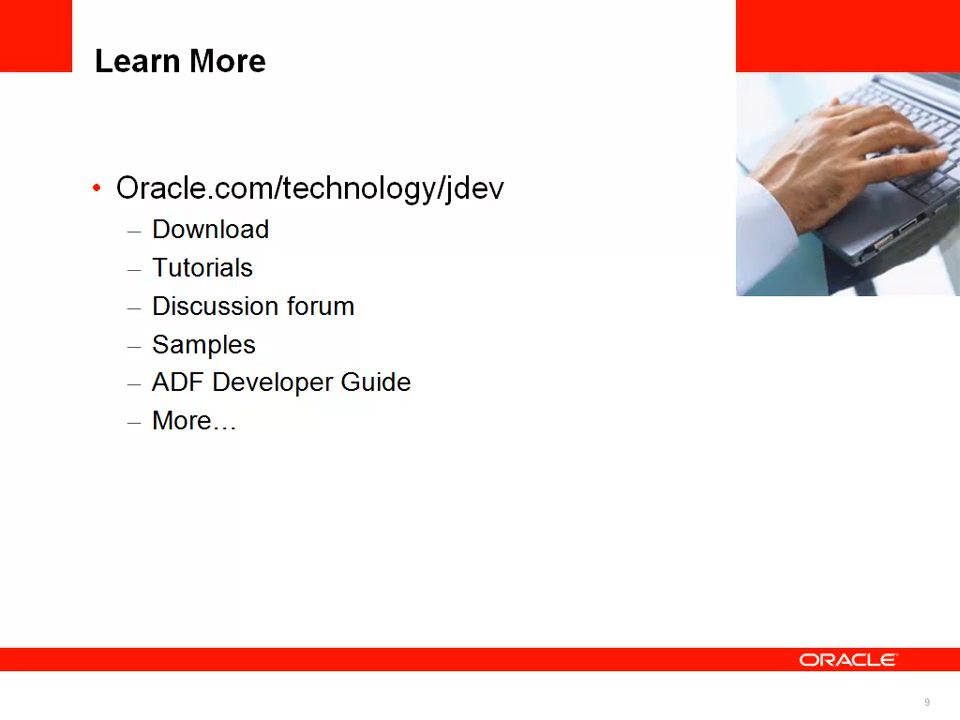 Learn More
• Oracle.com/technology/jdev
– Download
– Tutorials
– Discussion forum
– Samples
– ADF Developer Guide
– More…
ORACLE
9